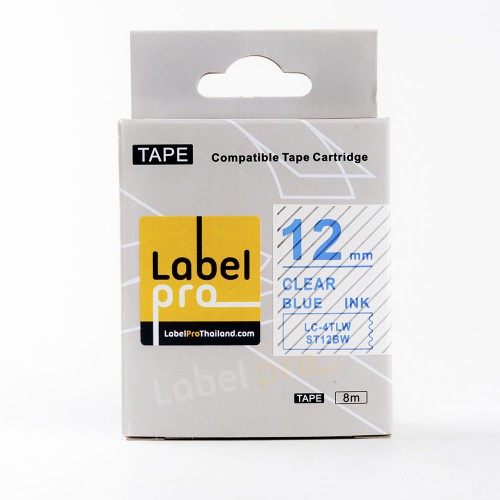 TAPE
Compatible Tape Cartridge
Label
pro
LabelProThailand.com
12 mm
CLEAR
BLUE INK
LC-4TLW
ST12BW
Label pro
TAPE 8m